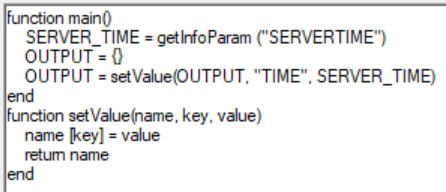 function main()
SERVER_TIME = getInfoParam ("SERVERTIME")
OUTPUT = {}
OUTPUT = setValue(OUTPUT, "TIME", SERVER_TIME)
end
function setValue(name, key, value)
name [key] = value
return name
end